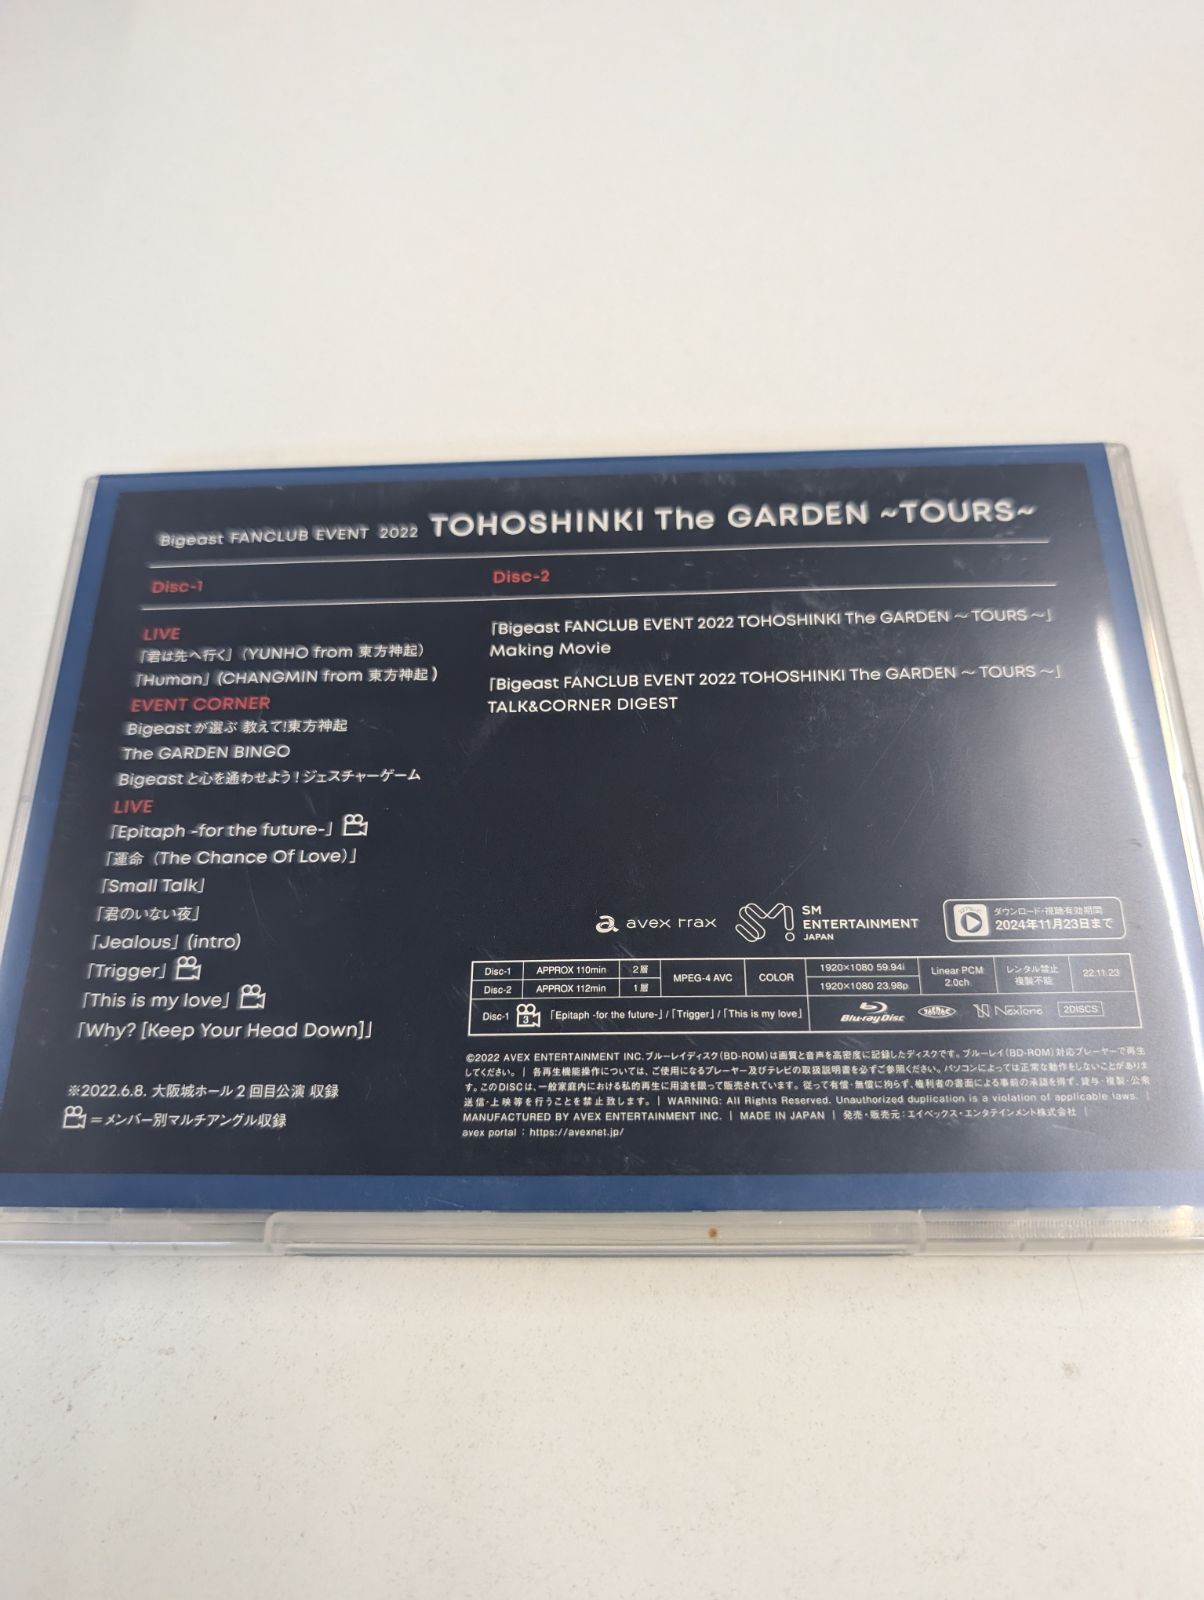 Bigeast FANCLUB EVENT 2022 TOHOSHINKI The GARDEN ~TOURS~
Disc-1
LIVE
「君は先へ行く」(YUNHO from 東方神起)
「Human」(CHANGMIN from 東方神起)
EVENT CORNER
Bigeastが選ぶ 教えて!東方神起
The GARDEN BINGO
Bigeastと心を通わせよう！ジェスチャーゲーム
LIVE
「Epitaph -for the future-」
「運命 (The Chance Of Love)」
「Small Talk」
「君のいない夜」
「Jealous」(intro)
「Trigger」
「This is my love」
「Why? [Keep Your Head Down]」
※2022.6.8. 大阪城ホール2回目公演 収録
=メンバー別マルチアングル収録
Disc-2
「Bigeast FANCLUB EVENT 2022 TOHOSHINKI The GARDEN ～TOURS～」
Making Movie
「Bigeast FANCLUB EVENT 2022 TOHOSHINKI The GARDEN ～TOURS～」
TALK&CORNER DIGEST
avex trax
SM
ENTERTAINMENT
JAPAN
ダウンロード・視聴有効期間
2024年11月23日まで
Disc-1 APPROX 110min 2層 MPEG-4 AVC COLOR 1920×1080 59.94i Linear PCM 2.0ch レンタル禁止 複製不能 22.11.23
Disc-2 APPROX 112min 1層 1920×1080 23.98p
Disc-1 3 「Epitaph -for the future-」/「Trigger」/「This is my love」 Blu-ray Disc NexTone 2DISCS
©2022 AVEX ENTERTAINMENT INC. ブルーレイディスク(BD-ROM)は画質と音声を高密度に記録したディスクです。ブルーレイ(BD-ROM)対応プレーヤーで再生
してください。 | 各再生機能操作については、ご使用になるプレーヤー及びテレビの取扱説明書を必ずご参照ください。パソコンによっては正常な動作をしないことがありま
す。このDISCは、一般家庭内における私的再生に用途を限って販売されています。従って有償・無償に拘らず、権利者の書面による事前の承認を得ず、貸与・複製・公衆
送信・上映等を行うことを禁止致します。 | WARNING: All Rights Reserved. Unauthorized duplication is a violation of applicable laws. |
MANUFACTURED BY AVEX ENTERTAINMENT INC. | MADE IN JAPAN | 発売・販売元：エイベックス・エンタテインメント株式会社 |
avex portal : https://avexnet.jp/